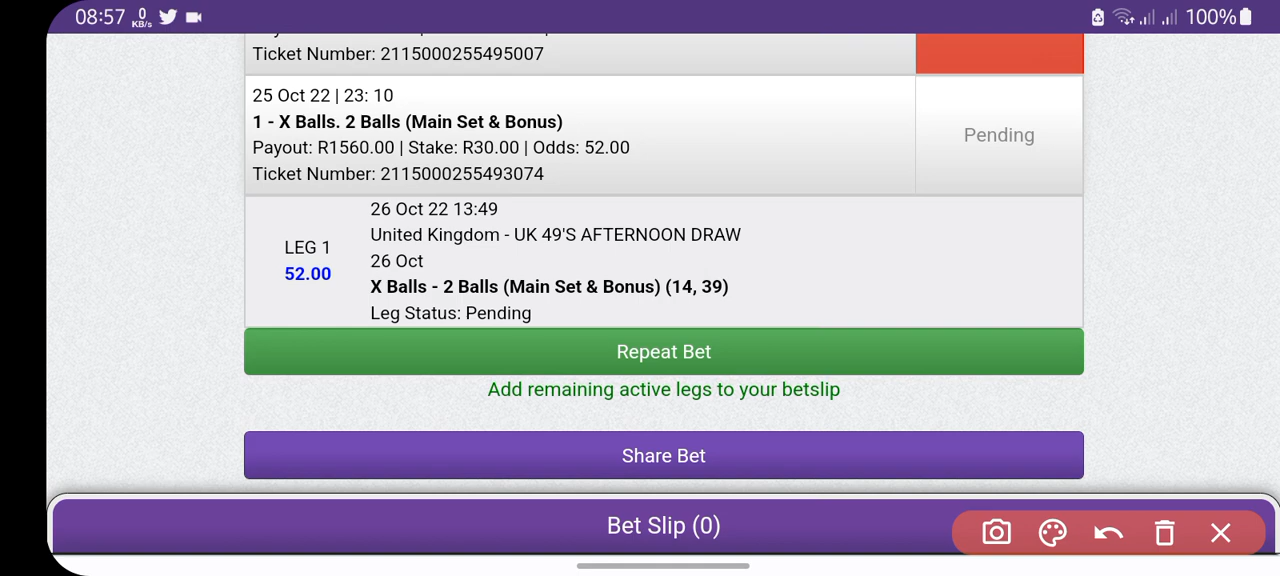 08:57 0 KB/s 100%
Ticket Number: 2115000255495007
25 Oct 22 | 23: 10
1 - X Balls. 2 Balls (Main Set & Bonus)
Payout: R1560.00 | Stake: R30.00 | Odds: 52.00
Ticket Number: 2115000255493074
Pending
LEG 1
52.00
26 Oct 22 13:49
United Kingdom - UK 49'S AFTERNOON DRAW
26 Oct
X Balls - 2 Balls (Main Set & Bonus) (14, 39)
Leg Status: Pending
Repeat Bet
Add remaining active legs to your betslip
Share Bet
Bet Slip (0)